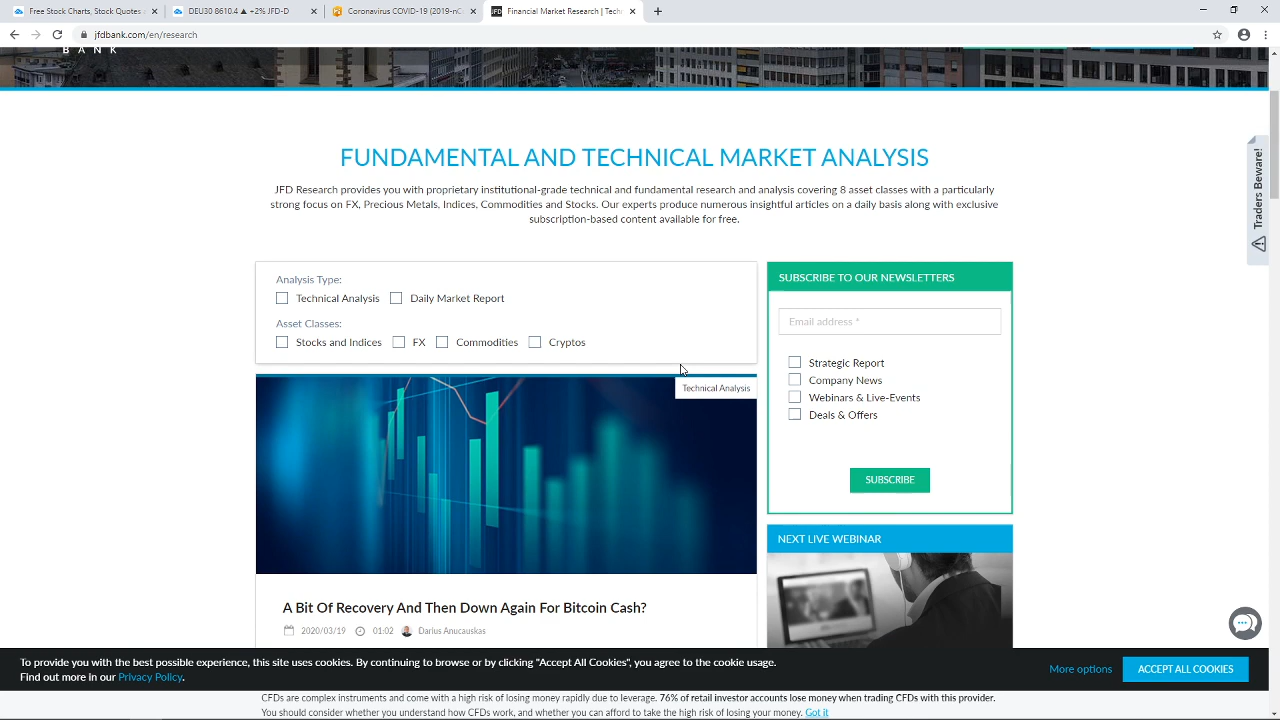 Free Stock Charts, Stock Quotes
DEU30 8610.4 ▲ +2% JFD-D
Coronavirus COVID-19 (2019-nC
Financial Market Research | Tech
jfdbank.com/en/research
BANK
FUNDAMENTAL AND TECHNICAL MARKET ANALYSIS
JFD Research provides you with proprietary institutional-grade technical and fundamental research and analysis covering 8 asset classes with a particularly
strong focus on FX, Precious Metals, Indices, Commodities and Stocks. Our experts produce numerous insightful articles on a daily basis along with exclusive
subscription-based content available for free.
Traders Beware!
Analysis Type:
Technical Analysis Daily Market Report
Asset Classes:
Stocks and Indices FX Commodities Cryptos
Technical Analysis
A Bit Of Recovery And Then Down Again For Bitcoin Cash?
2020/03/19 01:02 Darius Anucauskas
SUBSCRIBE TO OUR NEWSLETTERS
Email address *
Strategic Report
Company News
Webinars & Live-Events
Deals & Offers
SUBSCRIBE
NEXT LIVE WEBINAR
To provide you with the best possible experience, this site uses cookies. By continuing to browse or by clicking "Accept All Cookies", you agree to the cookie usage.
Find out more in our Privacy Policy.
More options
ACCEPT ALL COOKIES
CFDs are complex instruments and come with a high risk of losing money rapidly due to leverage. 76% of retail investor accounts lose money when trading CFDs with this provider.
You should consider whether you understand how CFDs work, and whether you can afford to take the high risk of losing your money. Got it